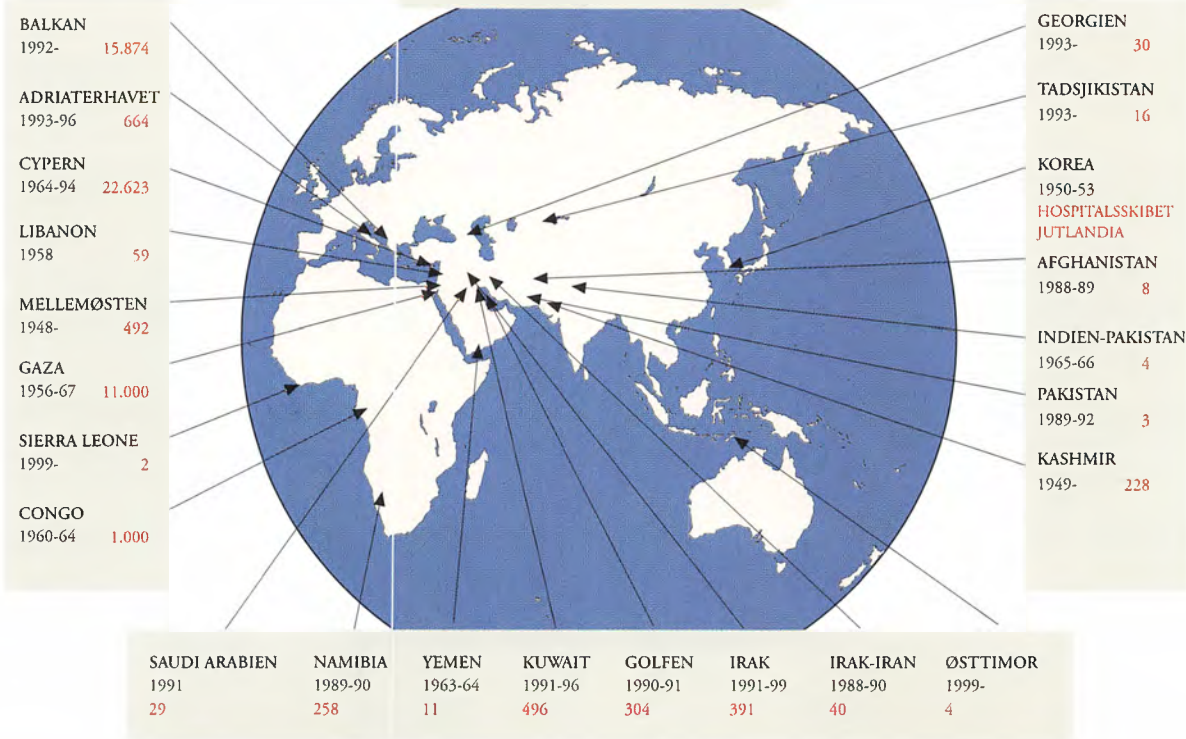 BALKAN
1992- 15.874
ADRIATERHAVET
1993-96 664
CYPERN
1964-94 22.623
LIBANON
1958 59
MELLEMØSTEN
1948- 492
GAZA
1956-67 11.000
SIERRA LEONE
1999- 2
CONGO
1960-64 1.000
GEORGIEN
1993- 30
TADSJIKISTAN
1993- 16
KOREA
1950-53
HOSPITALSSKIBET
JUTLANDIA
AFGHANISTAN
1988-89 8
INDIEN-PAKISTAN
1965-66 4
PAKISTAN
1989-92 3
KASHMIR
1949- 228
SAUDI ARABIEN
1991
29
NAMIBIA
1989-90
258
YEMEN
1963-64
11
KUWAIT
1991-96
496
GOLFEN
1990-91
304
IRAK
1991-99
391
IRAK-IRAN
1988-90
40
ØSTTIMOR
1999-
4